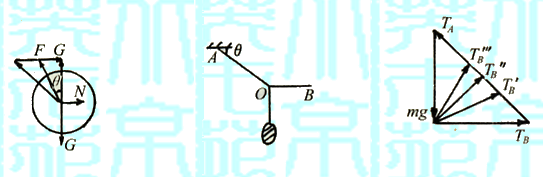 F G
θ
N
G
A θ
O B
T_A
T_B'''
T_B''
T_B'
mg
T_B